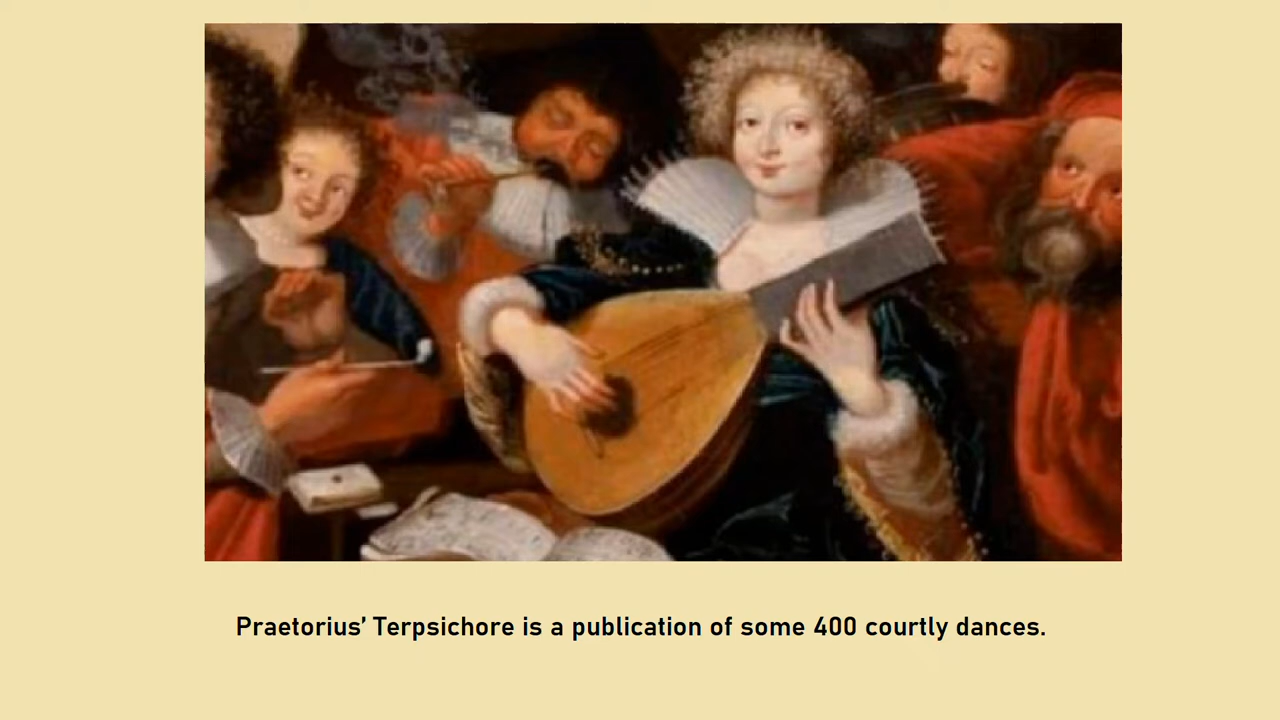 Praetorius’ Terpsichore is a publication of some 400 courtly dances.